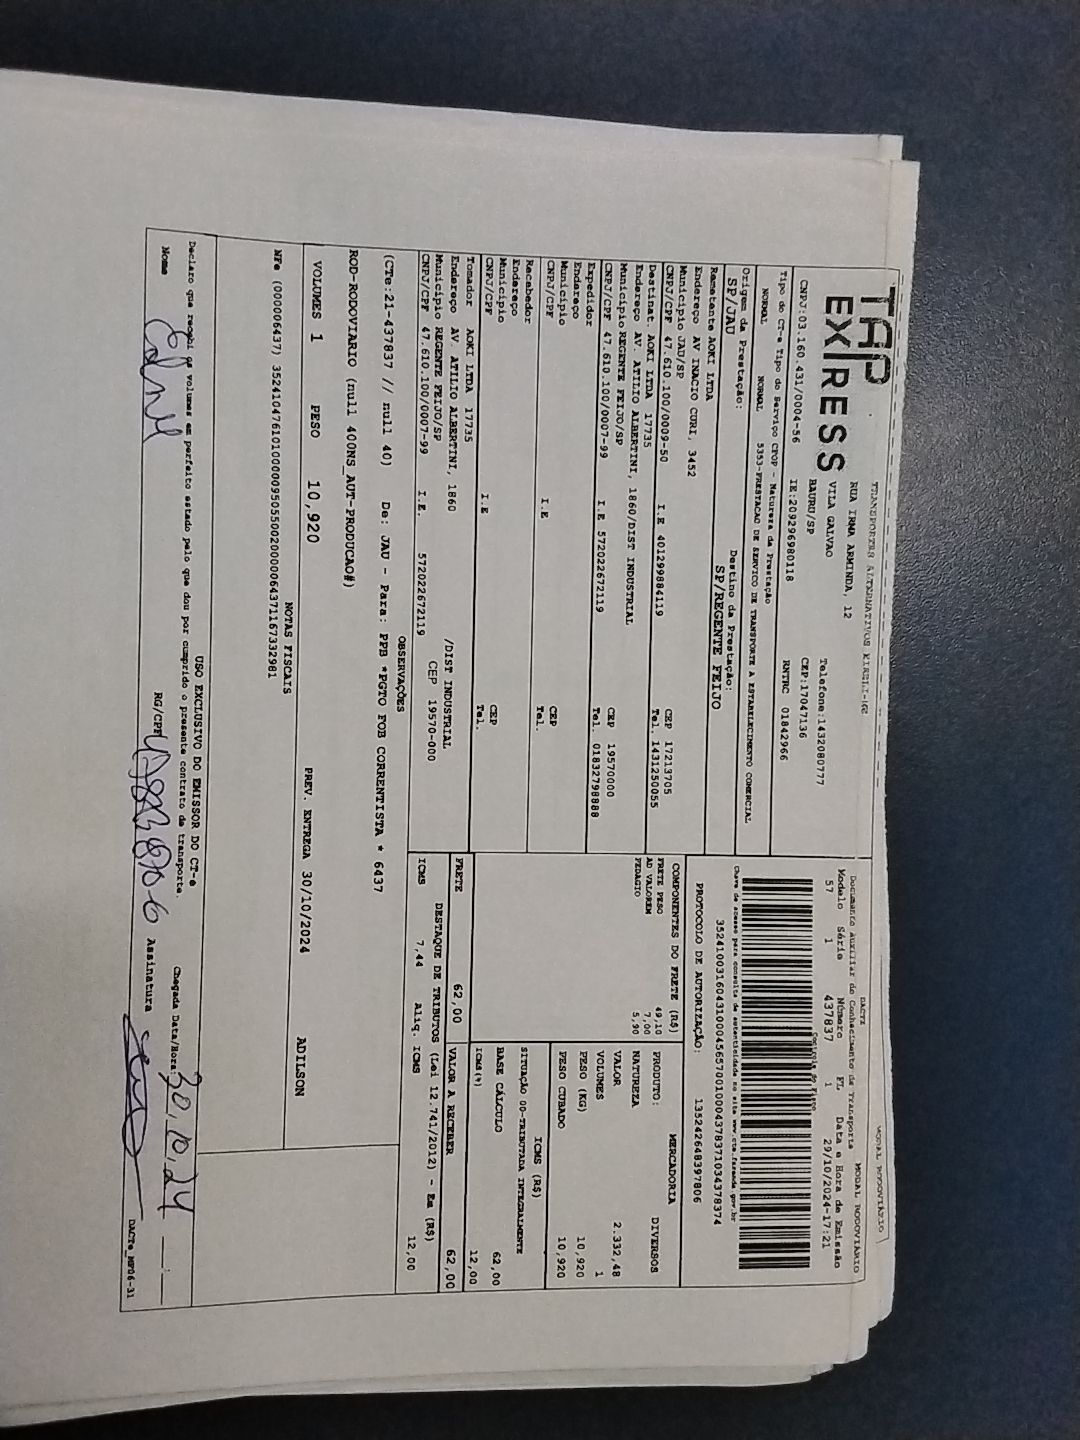 MODAL RODOVIÁRIO
TRANSPORTES ALTERNATIVOS EIRELI-
TAP
EX/RESS
RUA IRMA ARMINDA, 12
VILA GALVAO
BAURU/SP
Telefone:1432080777
CEP:17047136
CNPJ:03.160.431/0004-56
IE:209296980118
RNTRC 01842966
DACTE
Documento Auxiliar do Conhecimento de Transporte
MODAL RODOVIÁRIO
Modelo Série Número FL Data e Hora de Emissão
57 1 437837 1 29/10/2024-17:21
Controle do Fisco
Chave de acesso para consulta de autenticidade no site www.cte.fazenda.gov.br
PROTOCOLO DE AUTORIZAÇÃO: 135242648397806
Tipo do CT-e Tipo do Serviço CFOP - Natureza da Prestação
NORMAL NORMAL 5353-PRESTACAO DE SERVICO DE TRANSPORTE A ESTABELECIMENTO COMERCIAL
Origem da Prestação: Destino da Prestação:
SP/JAU SP/REGENTE FEIJO
Remetente AOKI LTDA
Endereço AV INACIO CURI, 3452
Município JAU/SP CEP 17213705
CNPJ/CPF 47.610.100/0009-50 I.E 401299884119 Tel. 1431250055
Destinat. AOKI LTDA 17735
Endereço AV. ATILIO ALBERTINI, 1860/DIST INDUSTRIAL
Município REGENTE FEIJO/SP CEP 19570000
CNPJ/CPF 47.610.100/0007-99 I.E 572022672119 Tel. 01832798888
Expedidor
Endereço
Município CEP
CNPJ/CPF I.E Tel.
Recebedor
Endereço
Município CEP
CNPJ/CPF I.E Tel.
Tomador AOKI LTDA 17735
Endereço AV. ATILIO ALBERTINI, 1860 /DIST INDUSTRIAL
Município REGENTE FEIJO/SP CEP 19570-000
CNPJ/CPF 47.610.100/0007-99 I.E. 572022672119
COMPONENTES DO FRETE (R$)
FRETE PESO 49,10
AD VALOREM 7,00
PEDAGIO 5,90
MERCADORIA
PRODUTO: DIVERSOS
NATUREZA
VALOR 2.332,48
VOLUMES 1
PESO (KG) 10,920
PESO CUBADO 10,920
ICMS (R$)
SITUAÇÃO 00-TRIBUTADA INTEGRALMENTE
BASE CÁLCULO 62,00
ICMS(%) 12,00
FRETE 62,00 VALOR A RECEBER 62,00
DESTAQUE DE TRIBUTOS (Lei 12.741/2012) - Em (R$)
ICMS 7,44 Aliq. ICMS 12,00
OBSERVAÇÕES
(CTe:21-437837 // null 40) De: JAU - Para: PPB *PGTO FOB CORRENTISTA * 6437
ROD-RODOVIARIO (null 400NS_AUT-PRODUCAO#)
VOLUMES 1 PESO 10,920 PREV. ENTREGA 30/10/2024 ADILSON
NOTAS FISCAIS
NFe (000006437) 35241047610100000950550020000064371167332981
USO EXCLUSIVO DO EMISSOR DO CT-e
Declaro que recebi os volumes em perfeito estado pelo que dou por cumprido o presente contrato de transporte.
Chegada Data/Hora: 30,10,24
Nome RG/CPF Assinatura
DACTe_MP06-31